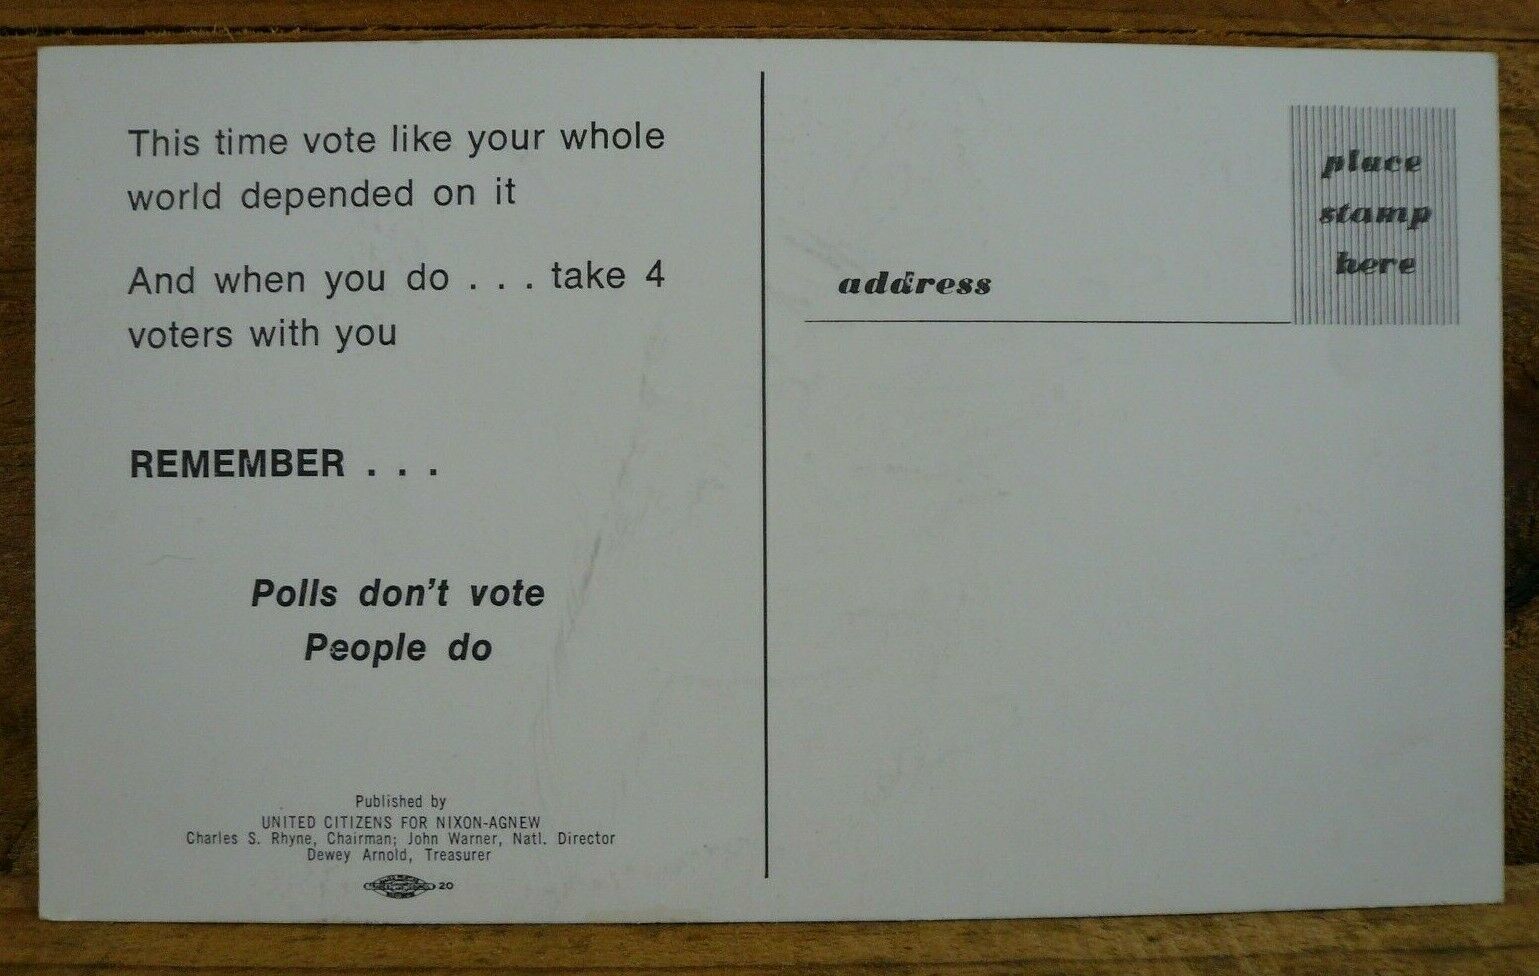 This time vote like your whole
world depended on it
And when you do . . . take 4
voters with you
REMEMBER . . .
Polls don't vote
People do
Published by
UNITED CITIZENS FOR NIXON-AGNEW
Charles S. Rhyne, Chairman; John Warner, Natl. Director
Dewey Arnold, Treasurer
20
place
stamp
here
address